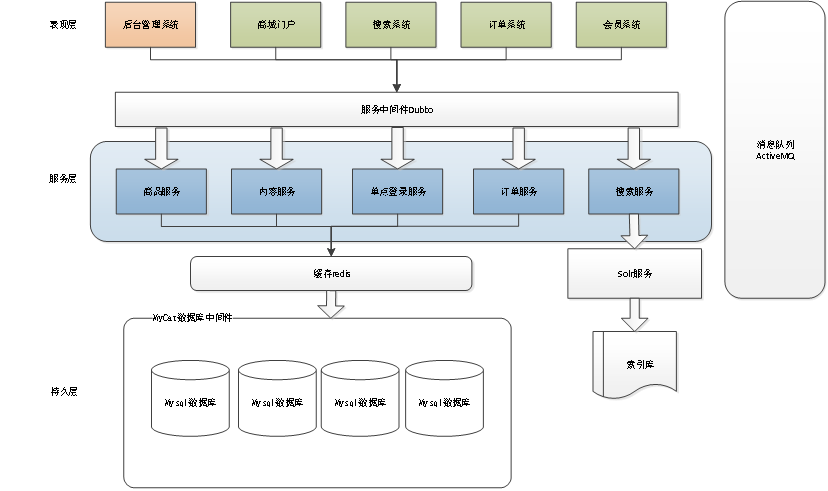 表现层
后台管理系统
商城门户
搜索系统
订单系统
会员系统
服务中间件Dubbo
消息队列
ActiveMQ
服务层
商品服务
内容服务
单点登录服务
订单服务
搜索服务
缓存redis
Solr服务
MyCat数据库中间件
索引库
持久层
Mysql数据库
Mysql数据库
Mysql数据库
Mysql数据库